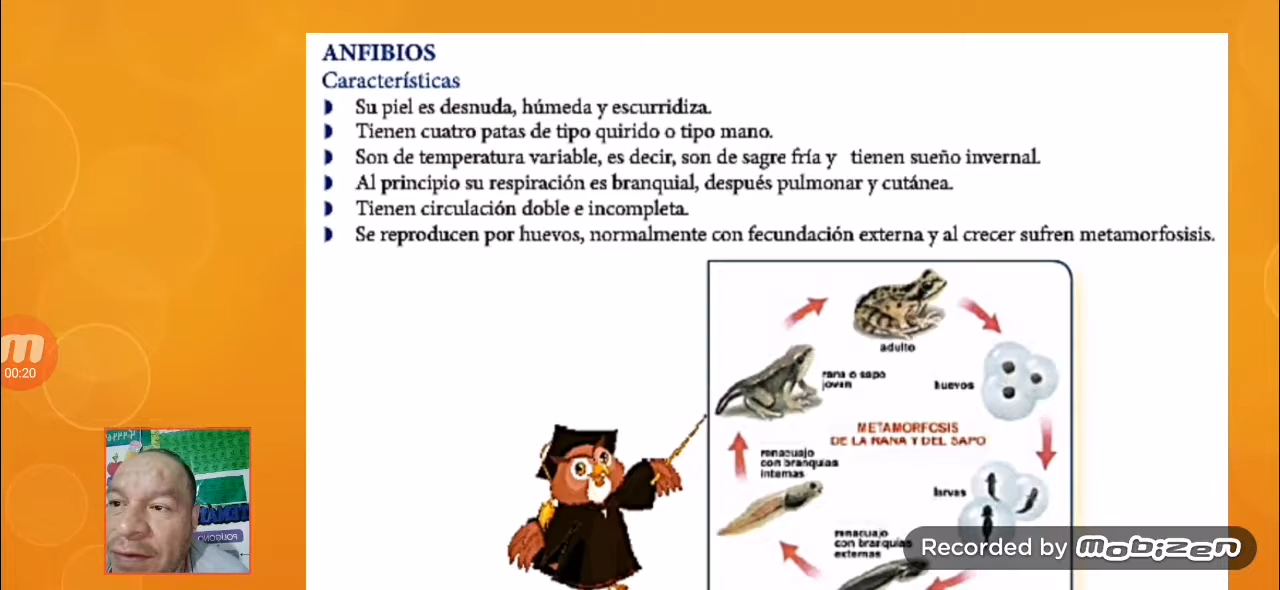 ANFIBIOS
Características
Su piel es desnuda, húmeda y escurridiza.
Tienen cuatro patas de tipo quirido o tipo mano.
Son de temperatura variable, es decir, son de sagre fría y tienen sueño invernal.
Al principio su respiración es branquial, después pulmonar y cutánea.
Tienen circulación doble e incompleta.
Se reproducen por huevos, normalmente con fecundación externa y al crecer sufren metamorfosisis.
adulto
rana o sapo
joven
huevos
METAMORFOSIS
DE LA RANA Y DEL SAPO
renacuajo
con branquias
internas
larvas
renacuajo
con branquias
externas
00:20
POLÍGONO
Recorded by mobizen